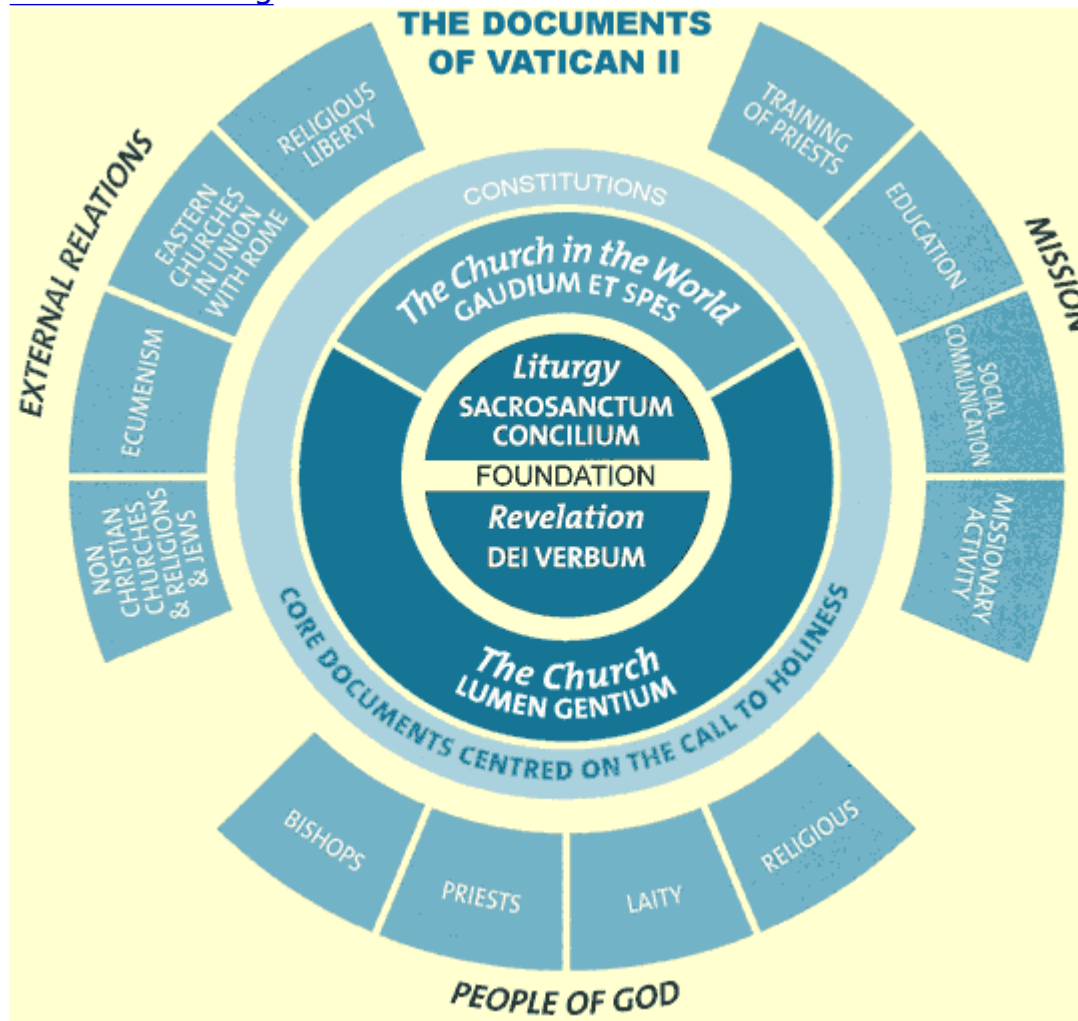 THE DOCUMENTS
OF VATICAN II
EXTERNAL RELATIONS
RELIGIOUS
LIBERTY
EASTERN
CHURCHES
IN UNION
WITH ROME
ECUMENISM
NON
CHRISTIAN
CHURCHES
& RELIGIONS
& JEWS
MISSION
TRAINING
OF PRIESTS
EDUCATION
SOCIAL
COMMUNICATION
MISSIONARY
ACTIVITY
CONSTITUTIONS
The Church in the World
GAUDIUM ET SPES
Liturgy
SACROSANCTUM
CONCILIUM
FOUNDATION
Revelation
DEI VERBUM
The Church
LUMEN GENTIUM
CORE DOCUMENTS CENTRED ON THE CALL TO HOLINESS
BISHOPS
PRIESTS
LAITY
RELIGIOUS
PEOPLE OF GOD